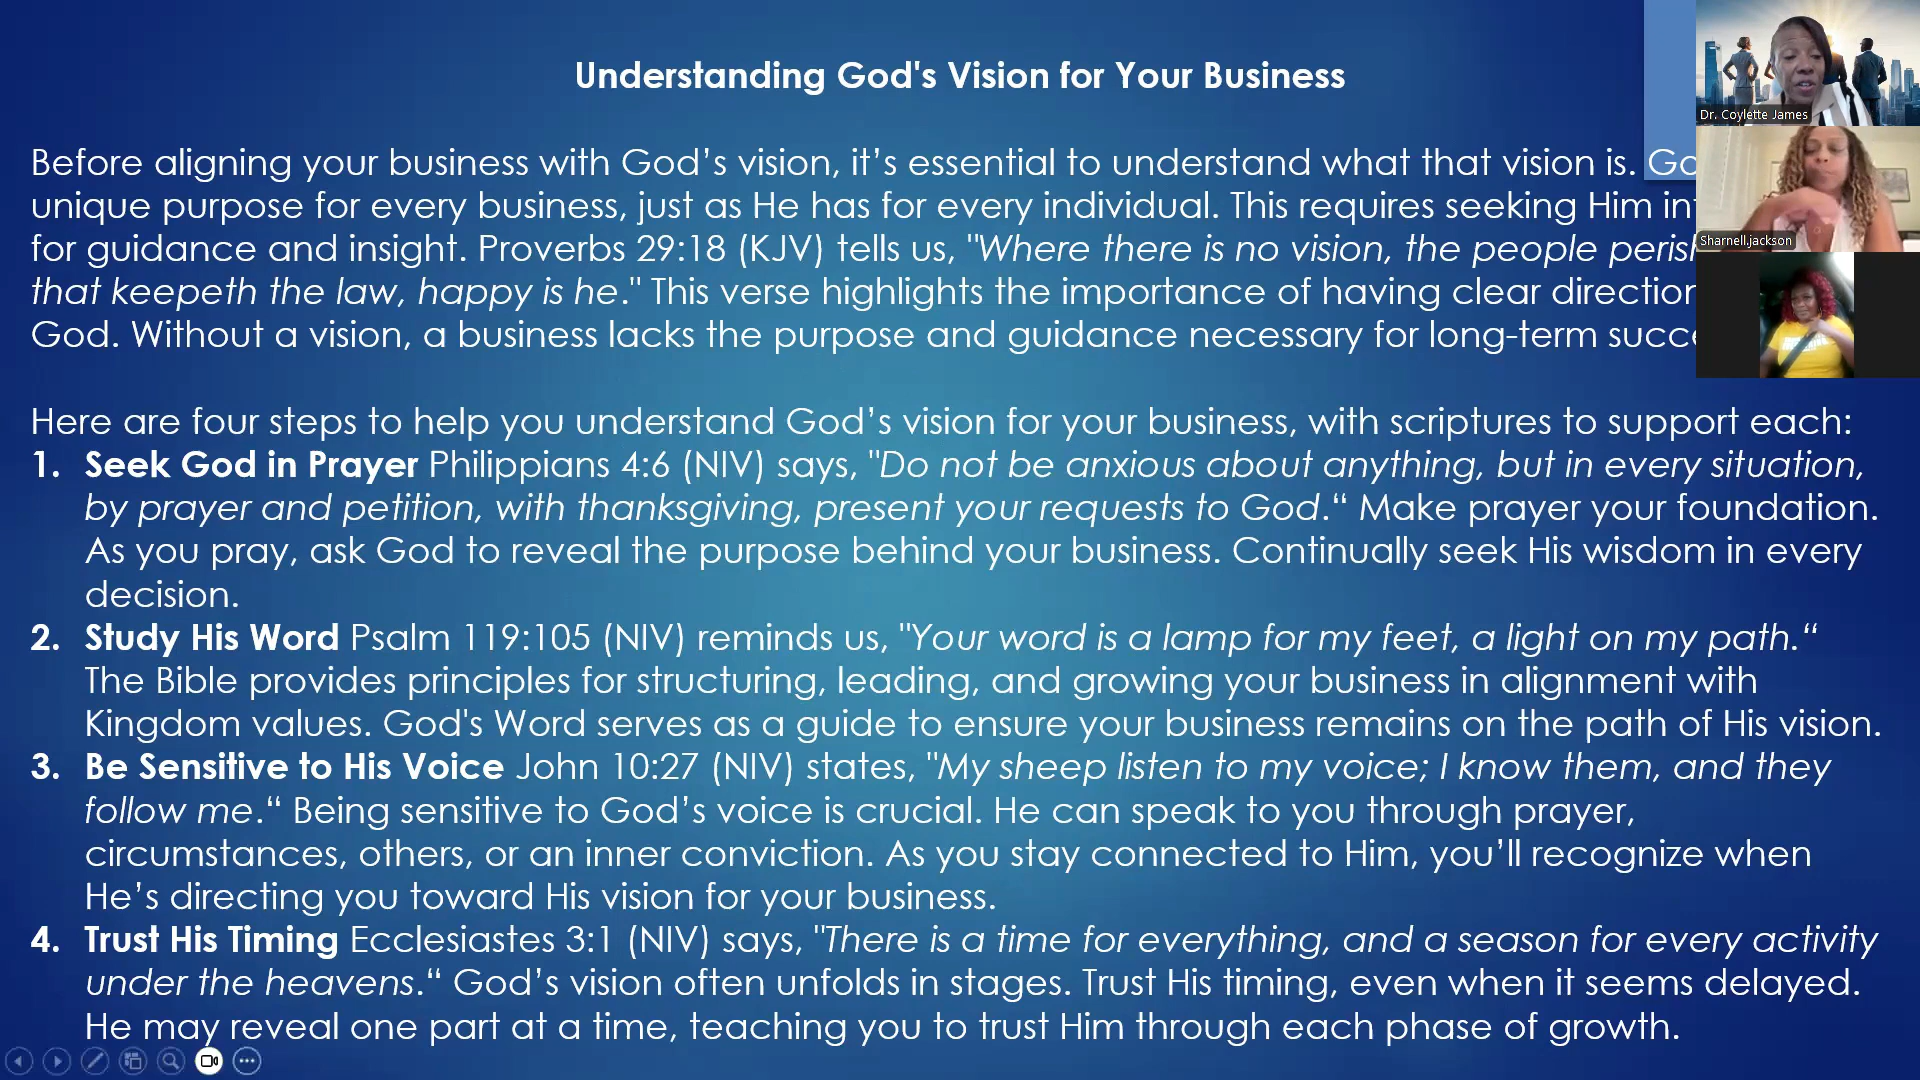 Understanding God's Vision for Your Business
Before aligning your business with God’s vision, it’s essential to understand what that vision is.
unique purpose for every business, just as He has for every individual. This requires seeking Him
for guidance and insight. Proverbs 29:18 (KJV) tells us, "Where there is no vision, the people
that keepeth the law, happy is he." This verse highlights the importance of having clear
God. Without a vision, a business lacks the purpose and guidance necessary for long-term
Here are four steps to help you understand God’s vision for your business, with scriptures to support each:
1. Seek God in Prayer Philippians 4:6 (NIV) says, "Do not be anxious about anything, but in every situation,
by prayer and petition, with thanksgiving, present your requests to God.“ Make prayer your foundation.
As you pray, ask God to reveal the purpose behind your business. Continually seek His wisdom in every
decision.
2. Study His Word Psalm 119:105 (NIV) reminds us, "Your word is a lamp for my feet, a light on my path.“
The Bible provides principles for structuring, leading, and growing your business in alignment with
Kingdom values. God's Word serves as a guide to ensure your business remains on the path of His vision.
3. Be Sensitive to His Voice John 10:27 (NIV) states, "My sheep listen to my voice; I know them, and they
follow me.“ Being sensitive to God’s voice is crucial. He can speak to you through prayer,
circumstances, others, or an inner conviction. As you stay connected to Him, you’ll recognize when
He’s directing you toward His vision for your business.
4. Trust His Timing Ecclesiastes 3:1 (NIV) says, "There is a time for everything, and a season for every activity
under the heavens.“ God’s vision often unfolds in stages. Trust His timing, even when it seems delayed.
He may reveal one part at a time, teaching you to trust Him through each phase of growth.
Dr. Coylette James
Sharnell.jackson